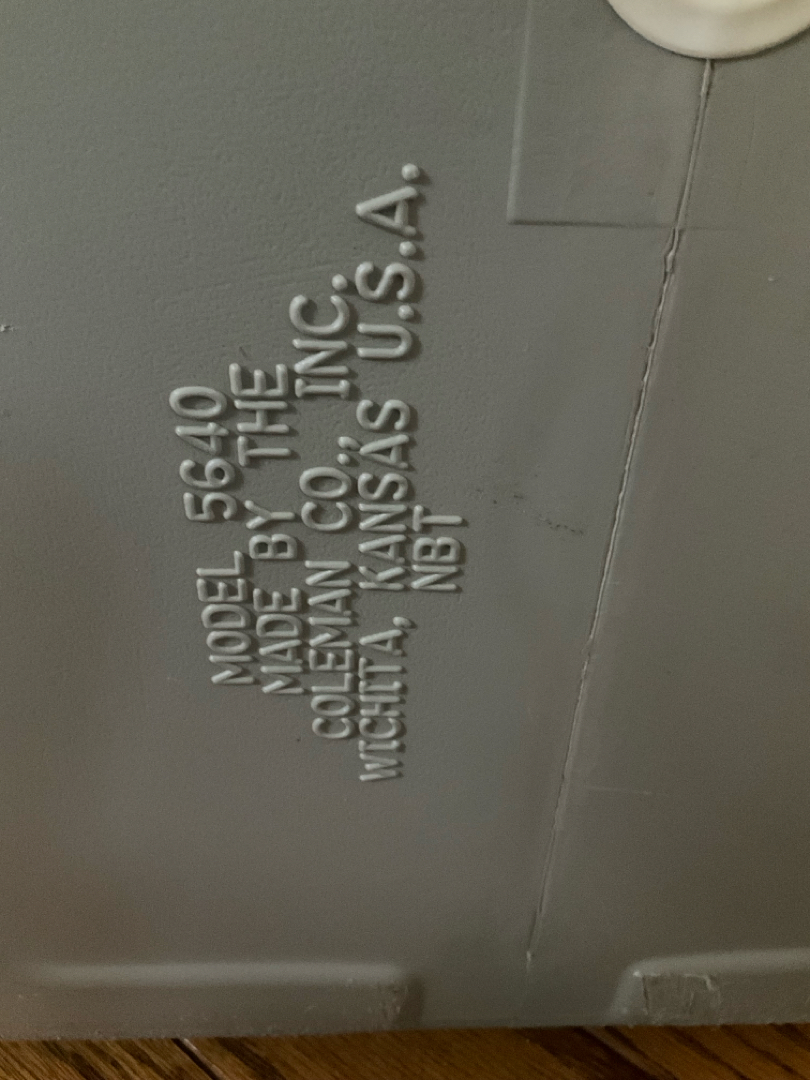 MODEL 5640
MADE BY THE
COLEMAN CO., INC.
WICHITA, KANSAS U.S.A.
NBT